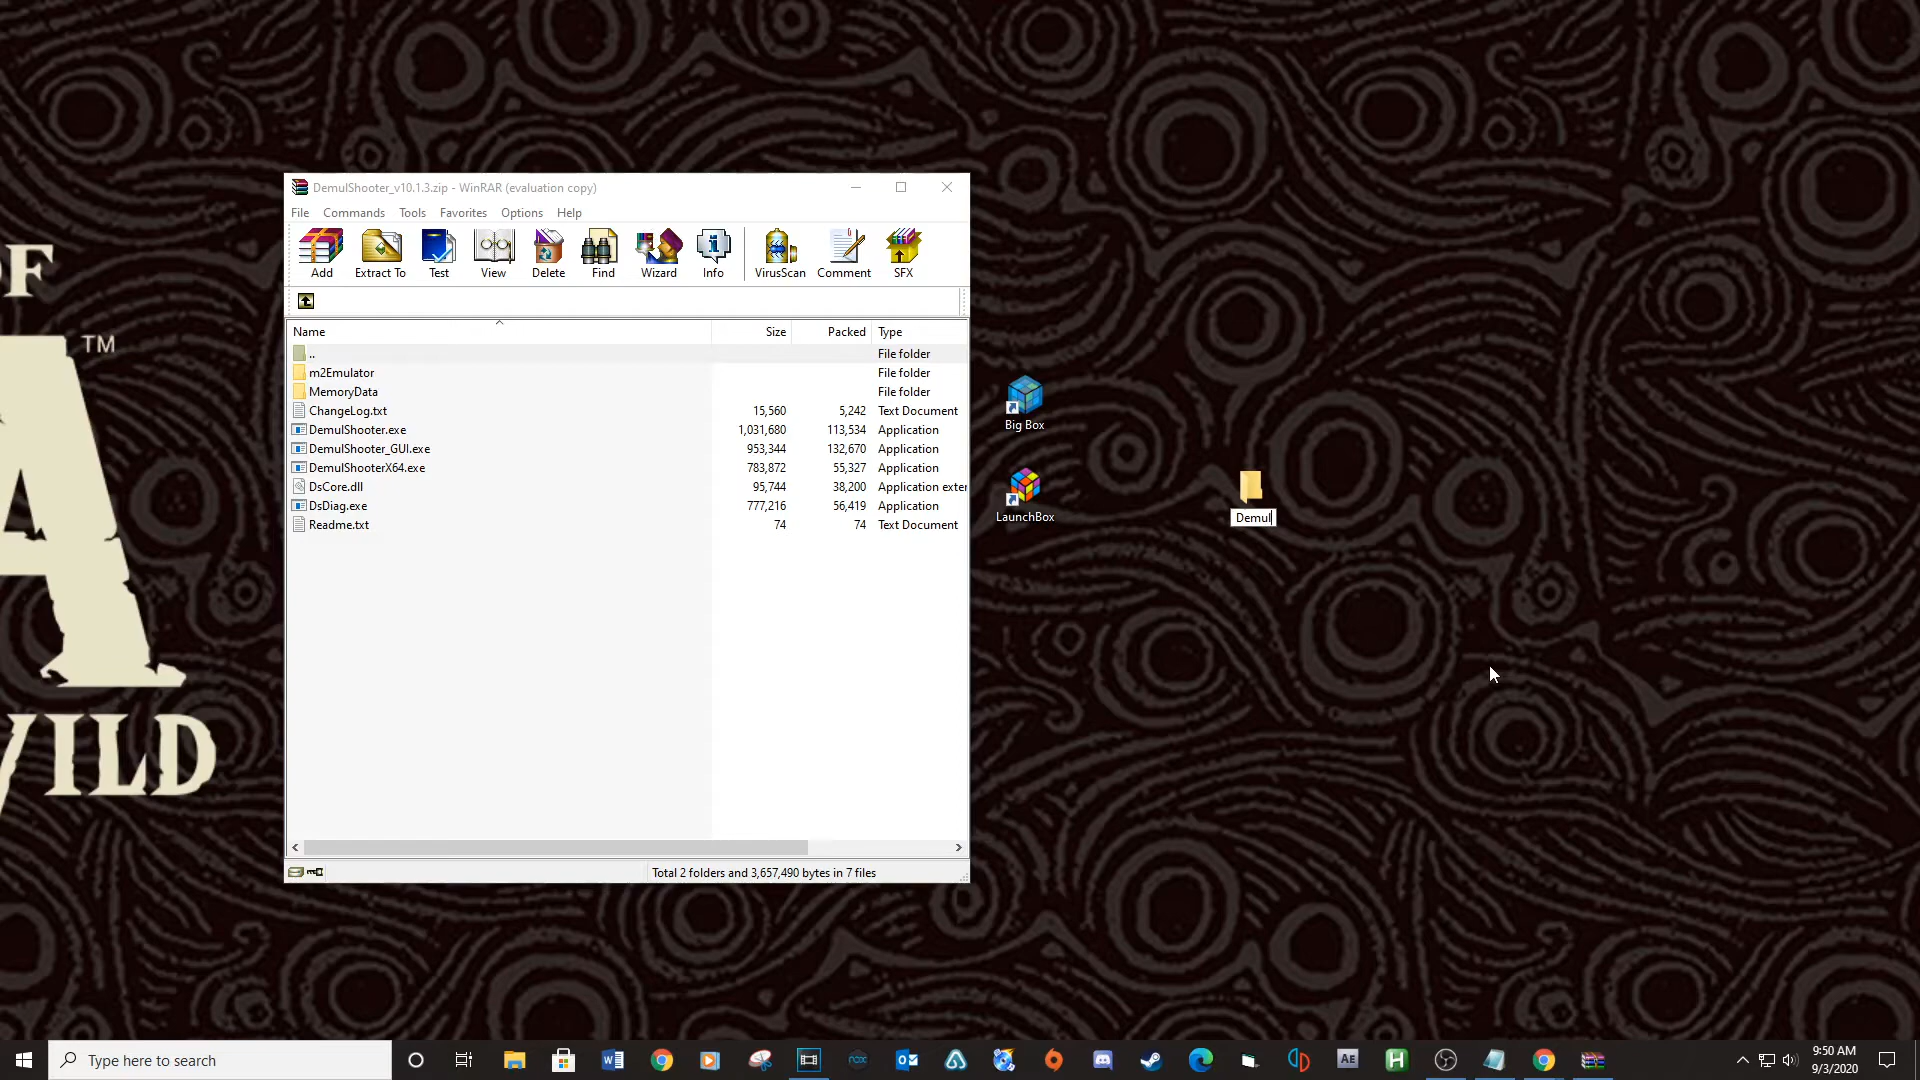 OF
A
TM
WILD
DemulShooter_v10.1.3.zip - WinRAR (evaluation copy)
File Commands Tools Favorites Options Help
Add Extract To Test View Delete Find Wizard Info VirusScan Comment SFX
Name Size Packed Type
.. File folder
m2Emulator File folder
MemoryData File folder
ChangeLog.txt 15,560 5,242 Text Document
DemulShooter.exe 1,031,680 113,534 Application
DemulShooter_GUI.exe 953,344 132,670 Application
DemulShooterX64.exe 783,872 55,327 Application
DsCore.dll 95,744 38,200 Application exter
DsDiag.exe 777,216 56,419 Application
Readme.txt 74 74 Text Document
Total 2 folders and 3,657,490 bytes in 7 files
Big Box
LaunchBox
Demul
Type here to search
AE
H
9:50 AM
9/3/2020